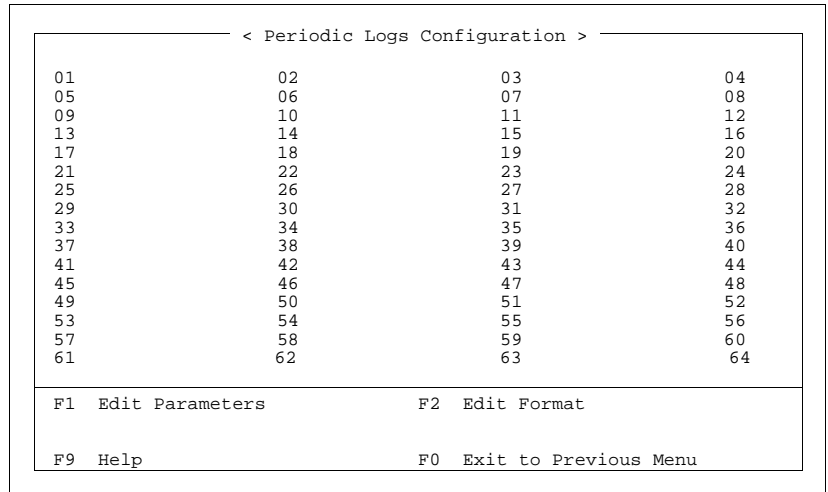 < Periodic Logs Configuration >
01 02 03 04
05 06 07 08
09 10 11 12
13 14 15 16
17 18 19 20
21 22 23 24
25 26 27 28
29 30 31 32
33 34 35 36
37 38 39 40
41 42 43 44
45 46 47 48
49 50 51 52
53 54 55 56
57 58 59 60
61 62 63 64
F1 Edit Parameters F2 Edit Format
F9 Help F0 Exit to Previous Menu